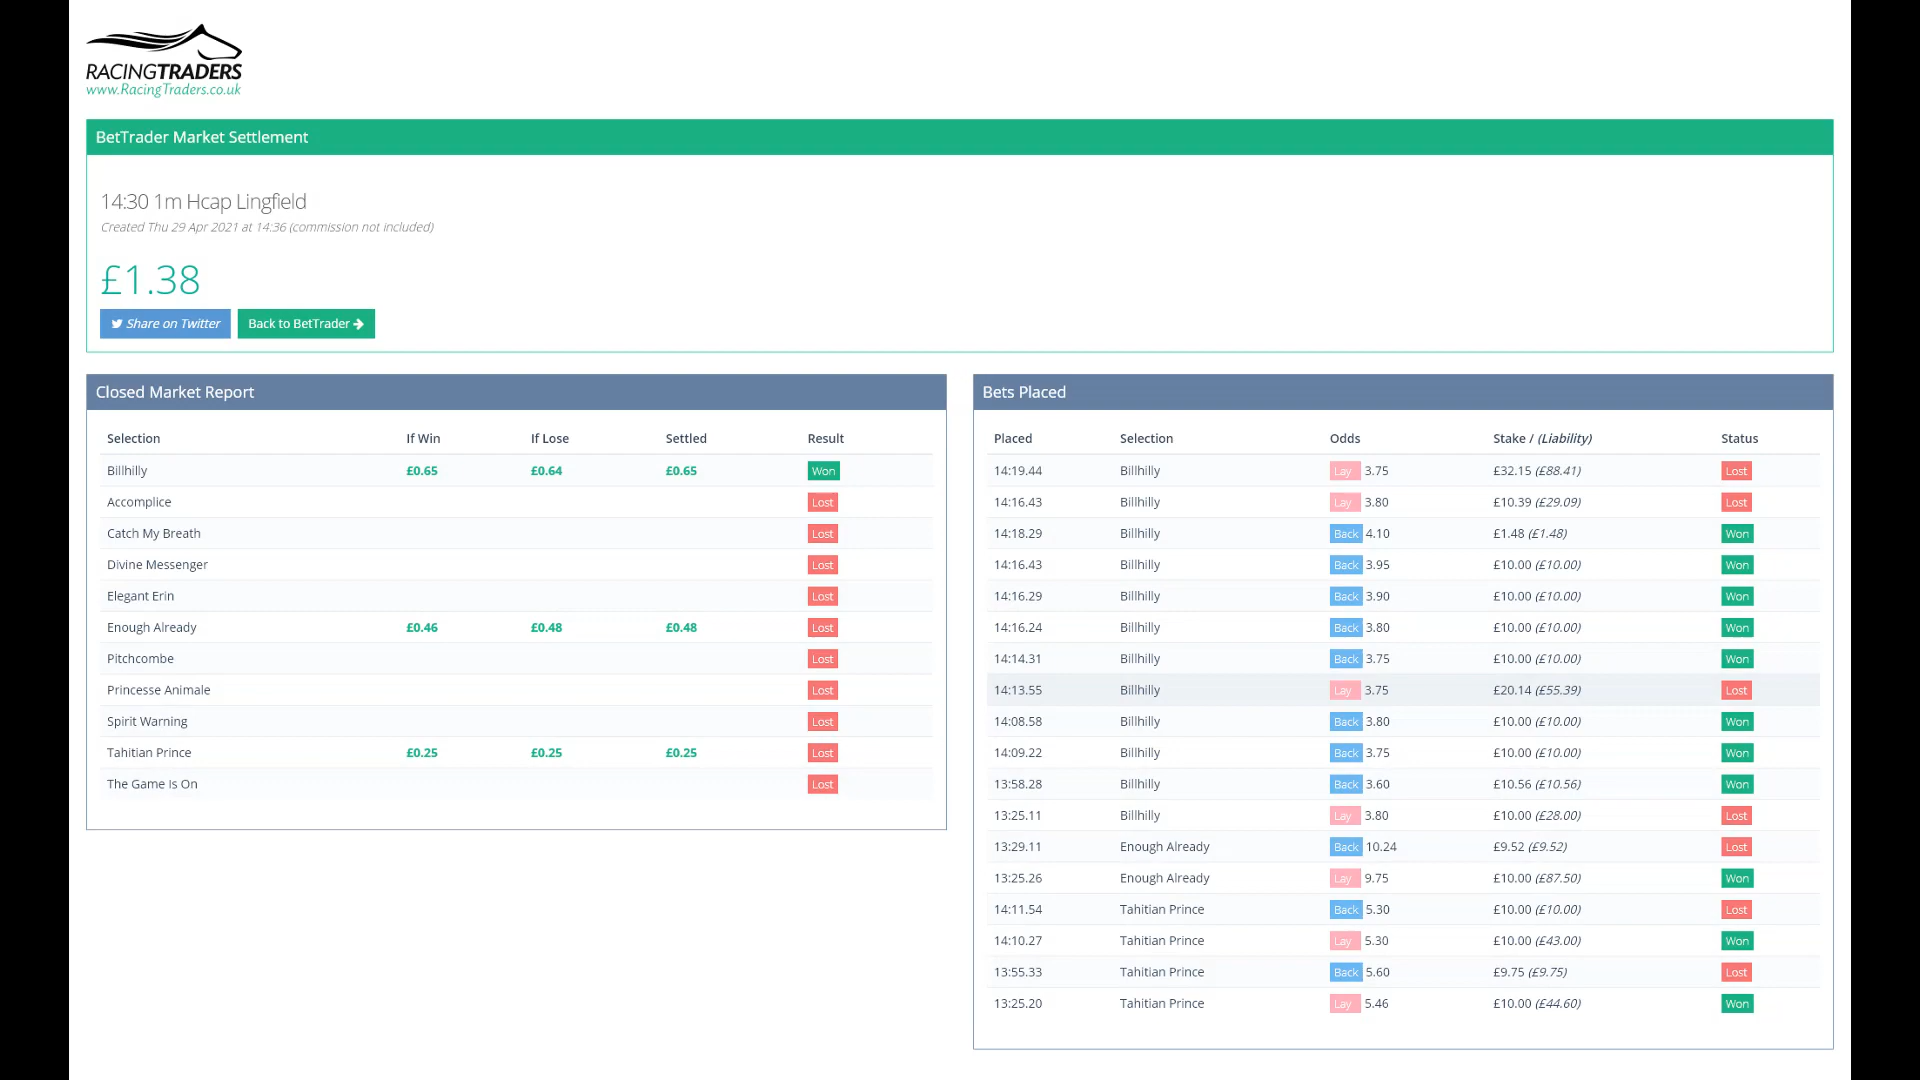 RACINGTRADERS
www.RacingTraders.co.uk
BetTrader Market Settlement
14:30 1m Hcap Lingfield
Created Thu 29 Apr 2021 at 14:36 (commission not included)
£1.38
Share on Twitter Back to BetTrader
Closed Market Report
Selection If Win If Lose Settled Result
Billhilly £0.65 £0.64 £0.65 Won
Accomplice Lost
Catch My Breath Lost
Divine Messenger Lost
Elegant Erin Lost
Enough Already £0.46 £0.48 £0.48 Lost
Pitchcombe Lost
Princesse Animale Lost
Spirit Warning Lost
Tahitian Prince £0.25 £0.25 £0.25 Lost
The Game Is On Lost
Bets Placed
Placed Selection Odds Stake / (Liability) Status
14:19.44 Billhilly Lay 3.75 £32.15 (£88.41) Lost
14:16.43 Billhilly Lay 3.80 £10.39 (£29.09) Lost
14:18.29 Billhilly Back 4.10 £1.48 (£1.48) Won
14:16.43 Billhilly Back 3.95 £10.00 (£10.00) Won
14:16.29 Billhilly Back 3.90 £10.00 (£10.00) Won
14:16.24 Billhilly Back 3.80 £10.00 (£10.00) Won
14:14.31 Billhilly Back 3.75 £10.00 (£10.00) Won
14:13.55 Billhilly Lay 3.75 £20.14 (£55.39) Lost
14:08.58 Billhilly Back 3.80 £10.00 (£10.00) Won
14:09.22 Billhilly Back 3.75 £10.00 (£10.00) Won
13:58.28 Billhilly Back 3.60 £10.56 (£10.56) Won
13:25.11 Billhilly Lay 3.80 £10.00 (£28.00) Lost
13:29.11 Enough Already Back 10.24 £9.52 (£9.52) Lost
13:25.26 Enough Already Lay 9.75 £10.00 (£87.50) Won
14:11.54 Tahitian Prince Back 5.30 £10.00 (£10.00) Lost
14:10.27 Tahitian Prince Lay 5.30 £10.00 (£43.00) Won
13:55.33 Tahitian Prince Back 5.60 £9.75 (£9.75) Lost
13:25.20 Tahitian Prince Lay 5.46 £10.00 (£44.60) Won